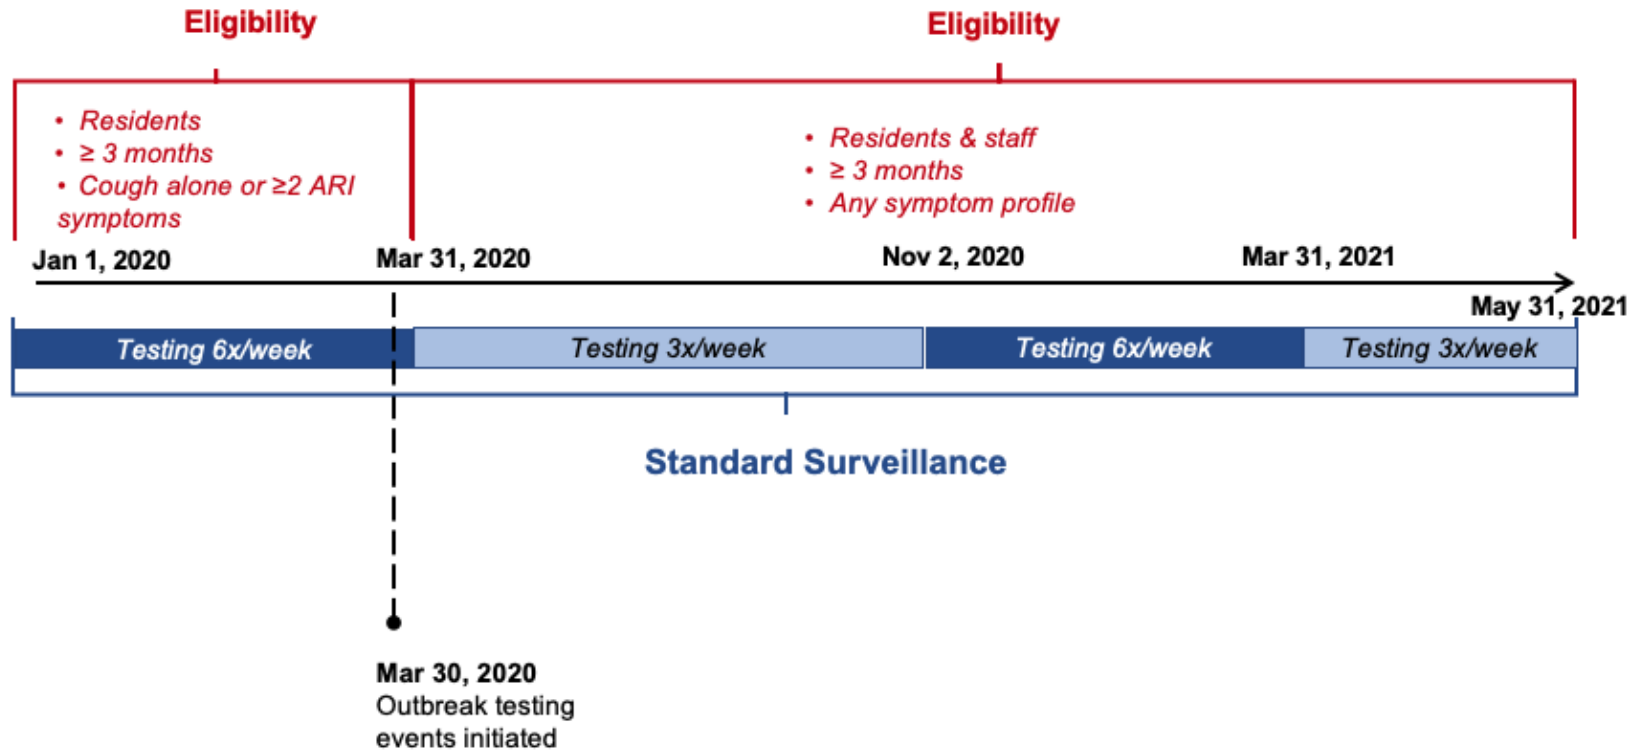 Eligibility
Eligibility
• Residents
• ≥ 3 months
• Cough alone or ≥2 ARI
symptoms
• Residents & staff
• ≥ 3 months
• Any symptom profile
Jan 1, 2020
Mar 31, 2020
Nov 2, 2020
Mar 31, 2021
May 31, 2021
Testing 6x/week
Testing 3x/week
Testing 6x/week
Testing 3x/week
Standard Surveillance
Mar 30, 2020
Outbreak testing
events initiated